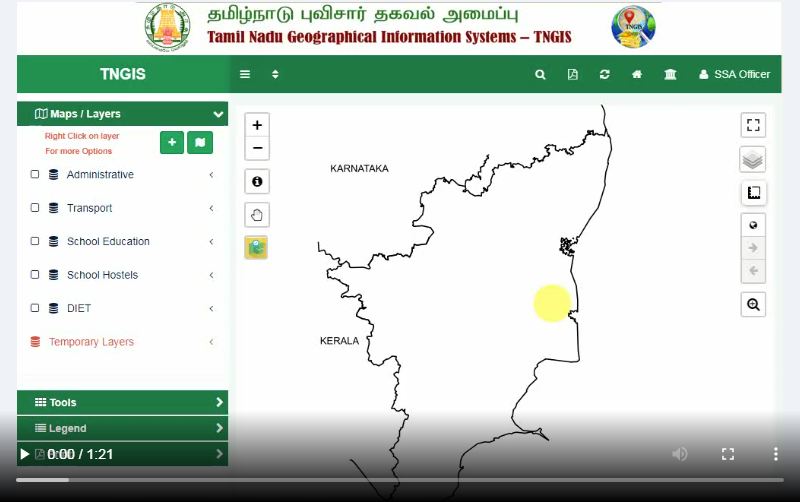 தமிழ்நாடு புவிசார் தகவல் அமைப்பு
Tamil Nadu Geographical Information Systems – TNGIS
TNGIS
SSA Officer
Maps / Layers
Right Click on layer
For more Options
Administrative
Transport
School Education
School Hostels
DIET
Temporary Layers
Tools
Legend
KARNATAKA
KERALA
0:00 / 1:21